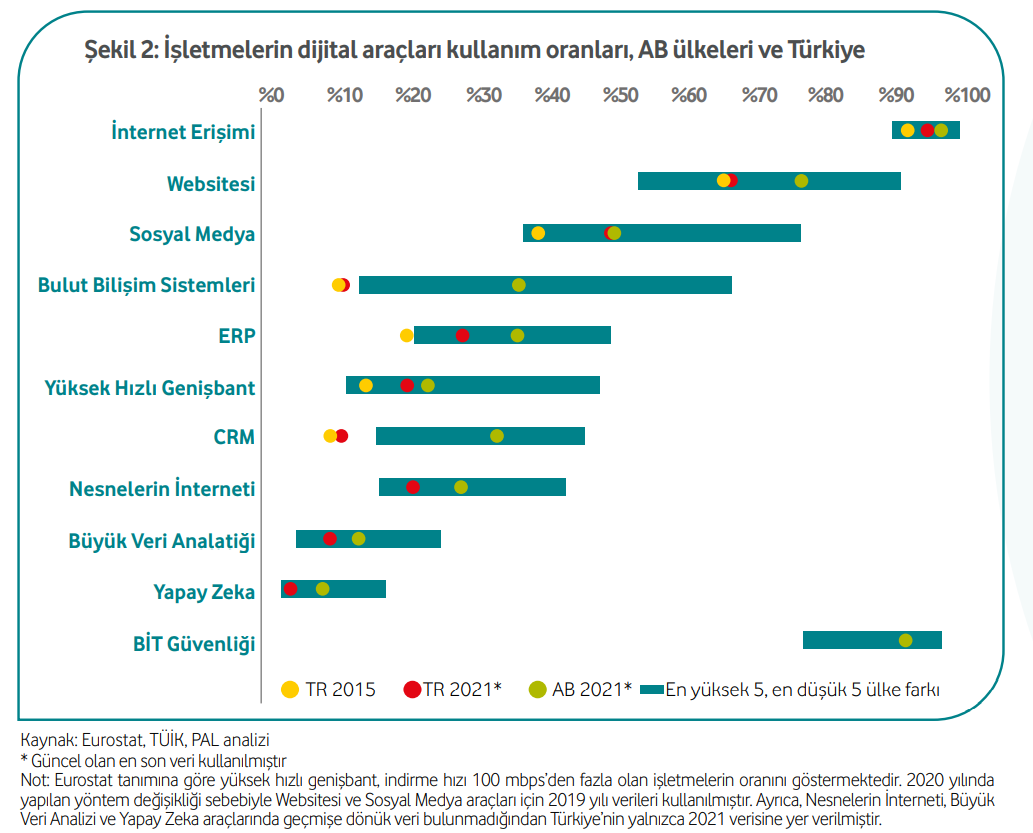 Şekil 2: İşletmelerin dijital araçları kullanım oranları, AB ülkeleri ve Türkiye
%0 %10 %20 %30 %40 %50 %60 %70 %80 %90 %100
İnternet Erişimi
Websitesi
Sosyal Medya
Bulut Bilişim Sistemleri
ERP
Yüksek Hızlı Genişbant
CRM
Nesnelerin İnterneti
Büyük Veri Analatiği
Yapay Zeka
BİT Güvenliği
TR 2015 TR 2021* AB 2021* En yüksek 5, en düşük 5 ülke farkı
Kaynak: Eurostat, TÜİK, PAL analizi
* Güncel olan en son veri kullanılmıştır
Not: Eurostat tanımına göre yüksek hızlı genişbant, indirme hızı 100 mbps'den fazla olan işletmelerin oranını göstermektedir. 2020 yılında
yapılan yöntem değişikliği sebebiyle Websitesi ve Sosyal Medya araçları için 2019 yılı verileri kullanılmıştır. Ayrıca, Nesnelerin İnterneti, Büyük
Veri Analizi ve Yapay Zeka araçlarında geçmişe dönük veri bulunmadığından Türkiye'nin yalnızca 2021 verisine yer verilmiştir.